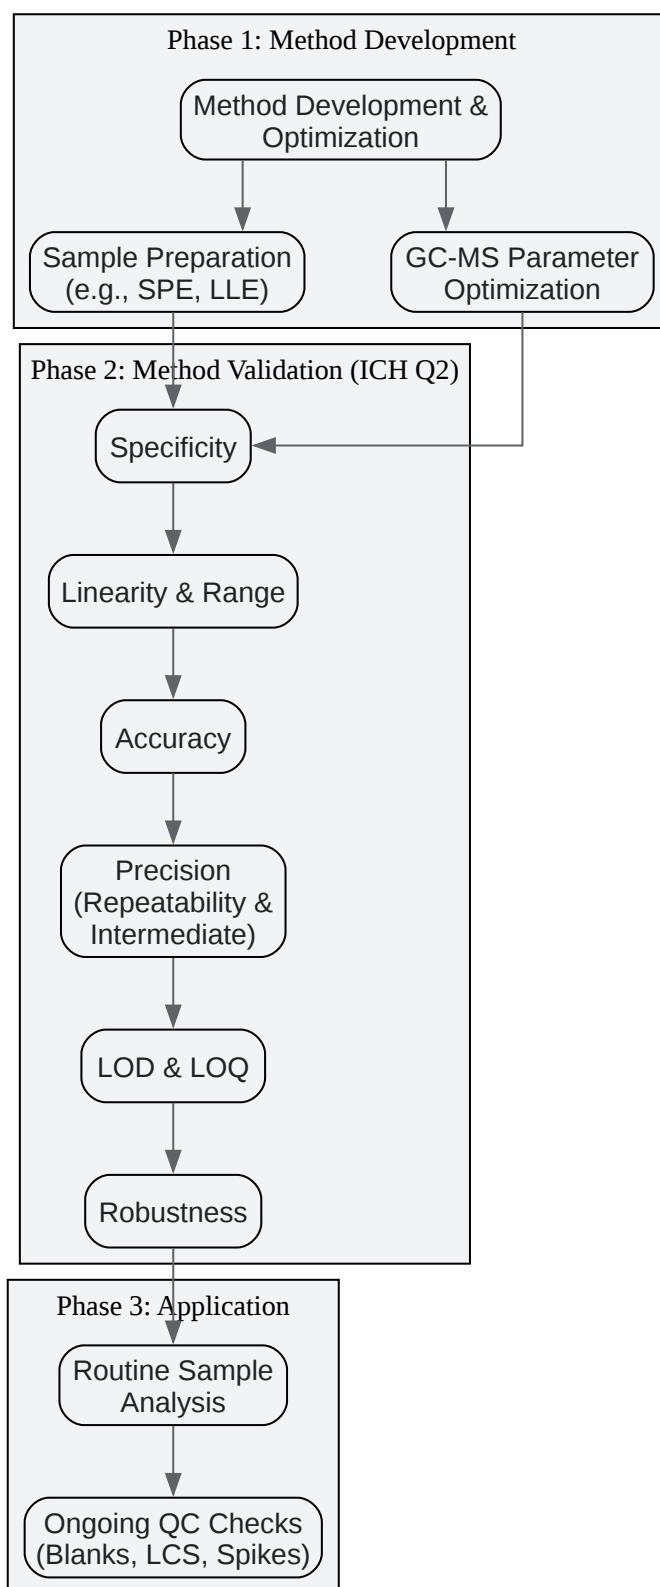 Phase 1: Method Development
Method Development &
Optimization
Sample Preparation
(e.g., SPE, LLE)
GC-MS Parameter
Optimization
Phase 2: Method Validation (ICH Q2)
Specificity
Linearity & Range
Accuracy
Precision
(Repeatability &
Intermediate)
LOD & LOQ
Robustness
Phase 3: Application
Routine Sample
Analysis
Ongoing QC Checks
(Blanks, LCS, Spikes)